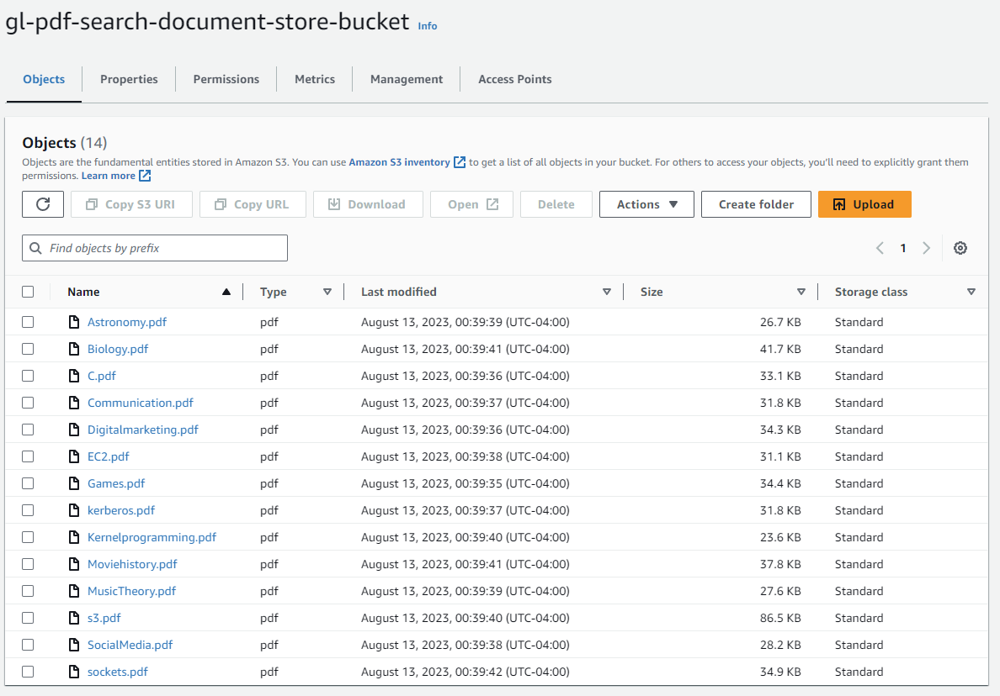 gl-pdf-search-document-store-bucket Info
Objects Properties Permissions Metrics Management Access Points
Objects (14)
Objects are the fundamental entities stored in Amazon S3. You can use Amazon S3 inventory to get a list of all objects in your bucket. For others to access your objects, you’ll need to explicitly grant them
permissions. Learn more
Copy S3 URI Copy URL Download Open Delete Actions Create folder Upload
Find objects by prefix 1
Name Type Last modified Size Storage class
Astronomy.pdf pdf August 13, 2023, 00:39:39 (UTC-04:00) 26.7 KB Standard
Biology.pdf pdf August 13, 2023, 00:39:41 (UTC-04:00) 41.7 KB Standard
C.pdf pdf August 13, 2023, 00:39:36 (UTC-04:00) 33.1 KB Standard
Communication.pdf pdf August 13, 2023, 00:39:37 (UTC-04:00) 31.8 KB Standard
Digitalmarketing.pdf pdf August 13, 2023, 00:39:36 (UTC-04:00) 34.3 KB Standard
EC2.pdf pdf August 13, 2023, 00:39:38 (UTC-04:00) 31.1 KB Standard
Games.pdf pdf August 13, 2023, 00:39:35 (UTC-04:00) 34.4 KB Standard
kerberos.pdf pdf August 13, 2023, 00:39:37 (UTC-04:00) 31.8 KB Standard
Kernelprogramming.pdf pdf August 13, 2023, 00:39:40 (UTC-04:00) 23.6 KB Standard
Moviehistory.pdf pdf August 13, 2023, 00:39:41 (UTC-04:00) 37.8 KB Standard
MusicTheory.pdf pdf August 13, 2023, 00:39:39 (UTC-04:00) 27.6 KB Standard
s3.pdf pdf August 13, 2023, 00:39:40 (UTC-04:00) 86.5 KB Standard
SocialMedia.pdf pdf August 13, 2023, 00:39:38 (UTC-04:00) 28.2 KB Standard
sockets.pdf pdf August 13, 2023, 00:39:42 (UTC-04:00) 34.9 KB Standard